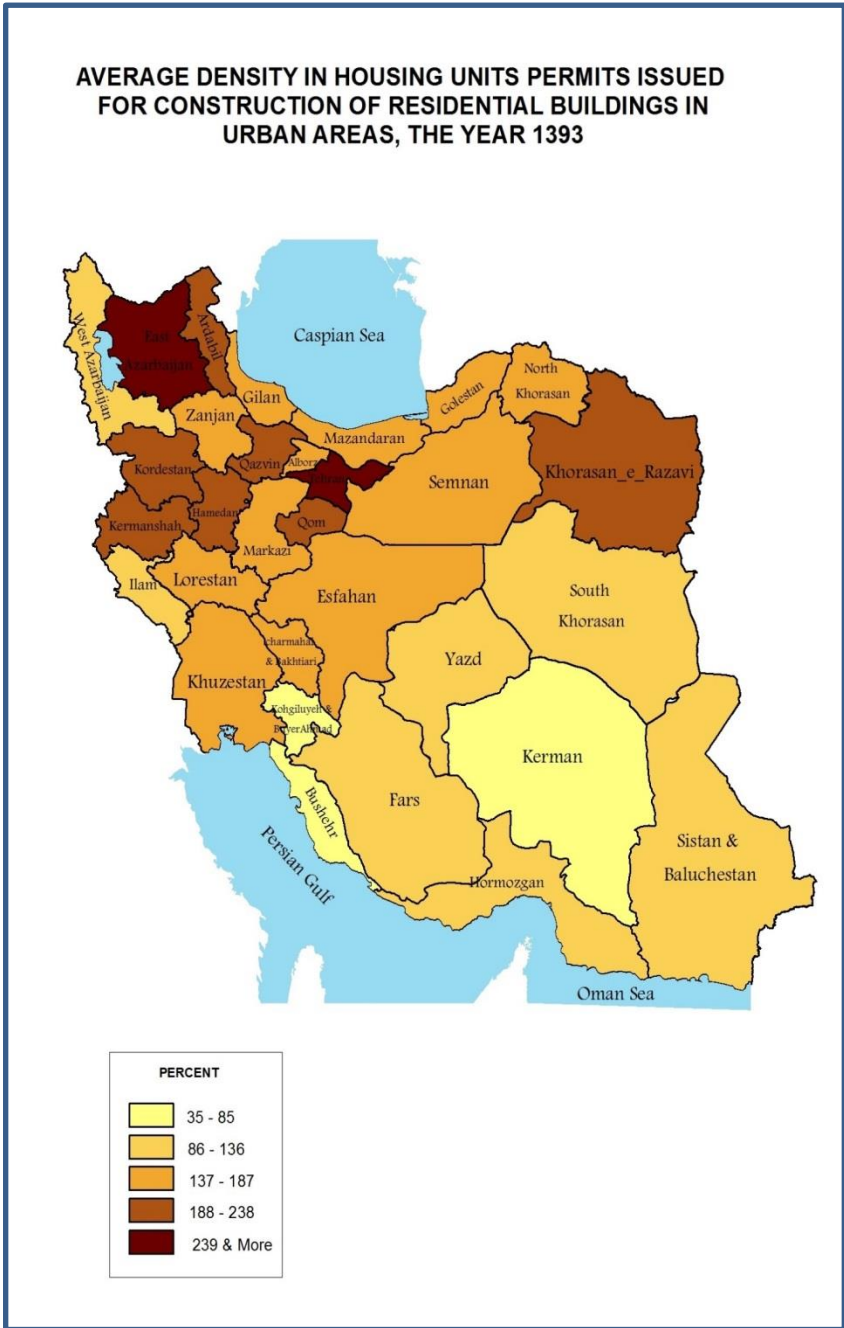 AVERAGE DENSITY IN HOUSING UNITS PERMITS ISSUED
FOR CONSTRUCTION OF RESIDENTIAL BUILDINGS IN
URBAN AREAS, THE YEAR 1393
West Azarbaijan
East
Azarbaijan
Ardabil
Caspian Sea
Gilan
Zanjan
Golestan
North
Khorasan
Mazandaran
Kordestan
Qazvin
Alborz
Tehran
Semnan
Khorasan_e_Razavi
Kermanshah
Hamedan
Qom
Markazi
Ilam
Lorestan
Esfahan
South
Khorasan
charmahal
& Bakhtiari
Yazd
Khuzestan
Kohgiluyeh &
BuyerAhmad
Kerman
Bushehr
Fars
Sistan &
Baluchestan
Persian Gulf
Hormozgan
Oman Sea
PERCENT
35 - 85
86 - 136
137 - 187
188 - 238
239 & More